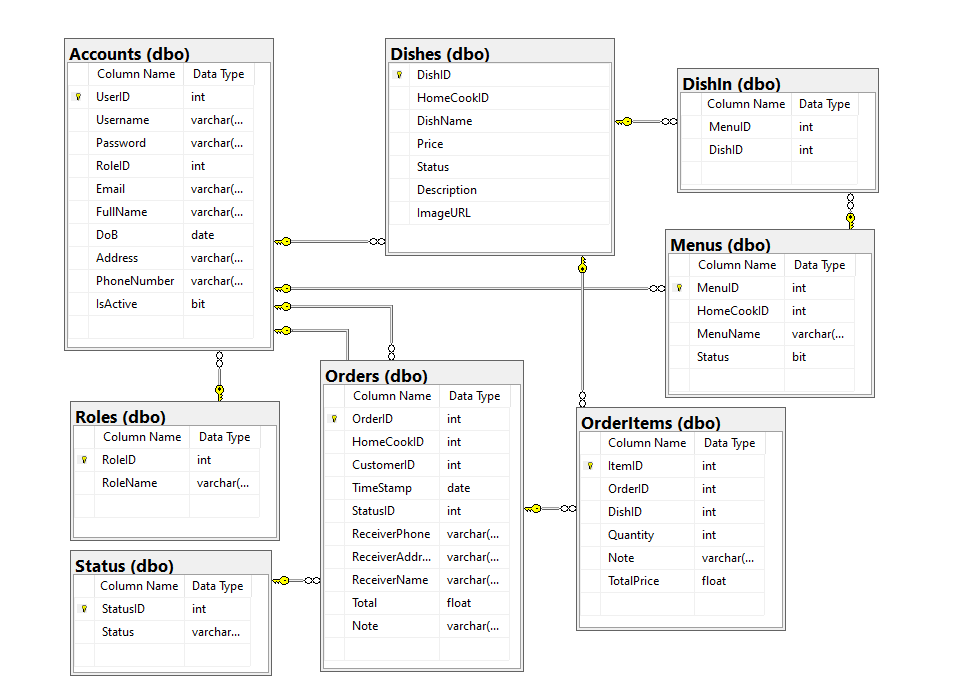 Accounts (dbo)
Column Name Data Type
UserID int
Username varchar(...
Password varchar(...
RoleID int
Email varchar(...
FullName varchar(...
DoB date
Address varchar(...
PhoneNumber varchar(...
IsActive bit
Dishes (dbo)
DishID
HomeCookID
DishName
Price
Status
Description
ImageURL
DishIn (dbo)
Column Name Data Type
MenuID int
DishID int
Menus (dbo)
Column Name Data Type
MenuID int
HomeCookID int
MenuName varchar(...
Status bit
Roles (dbo)
Column Name Data Type
RoleID int
RoleName varchar(...
Orders (dbo)
Column Name Data Type
OrderID int
HomeCookID int
CustomerID int
TimeStamp date
StatusID int
ReceiverPhone varchar(...
ReceiverAddr... varchar(...
ReceiverName varchar(...
Total float
Note varchar(...
OrderItems (dbo)
Column Name Data Type
ItemID int
OrderID int
DishID int
Quantity int
Note varchar(...
TotalPrice float
Status (dbo)
Column Name Data Type
StatusID int
Status varchar...